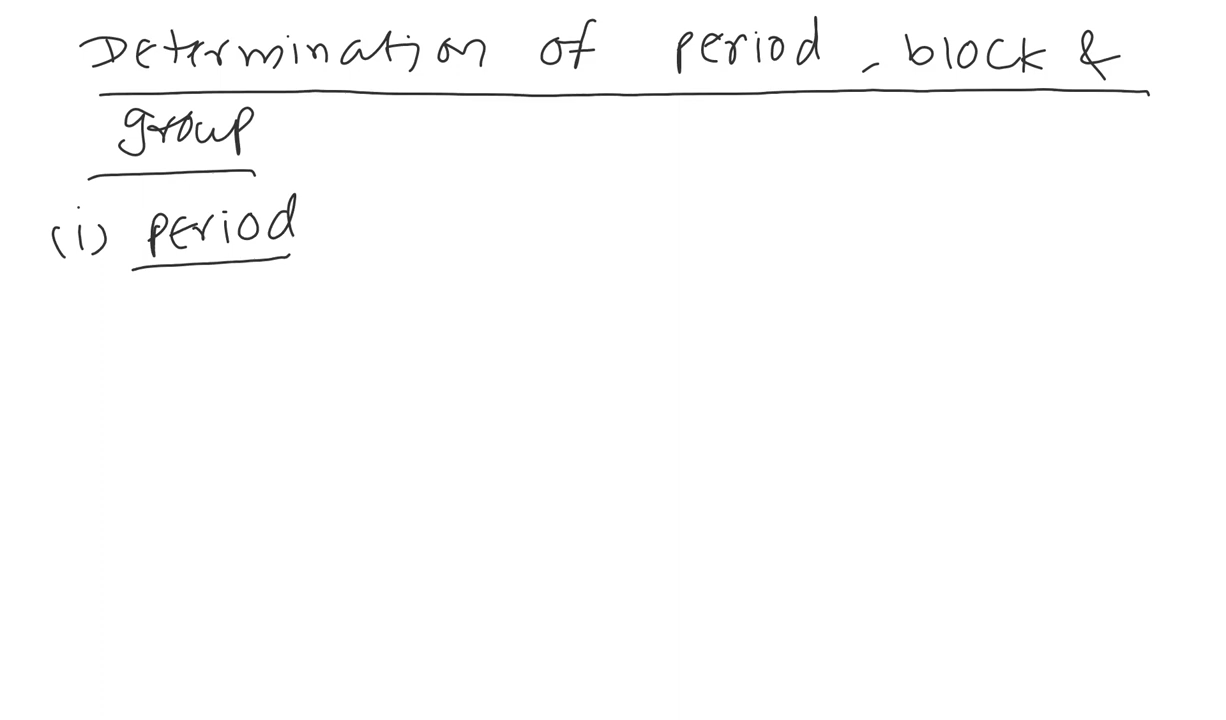 Determination of period, block &
group
(i) period